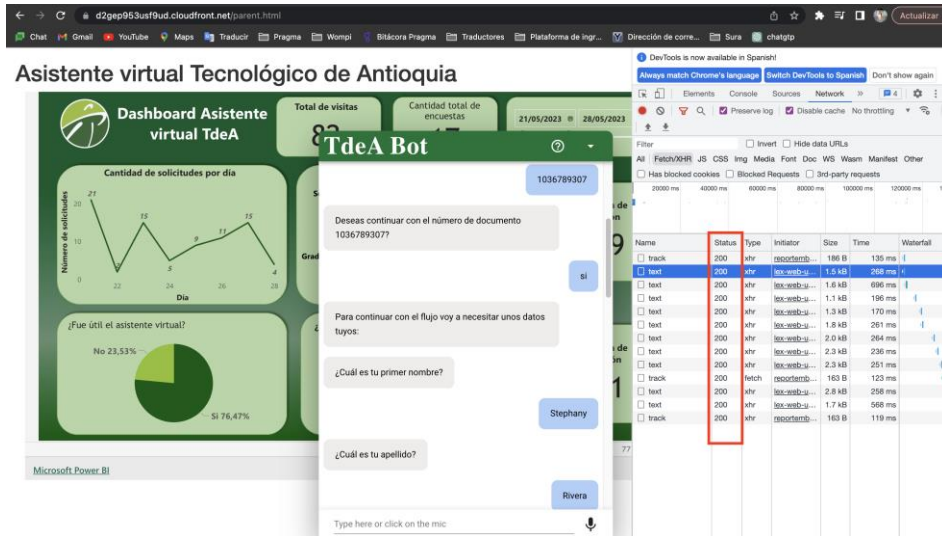 d2gep953usf9ud.cloudfront.net/parent.html
Actualizar
Chat Gmail YouTube Maps Traducir Pragma Wompi Bitácora Pragma Traductores Plataforma de ingr... Dirección de corre... Sura chatgtp
Asistente virtual Tecnológico de Antioquia
Dashboard Asistente
virtual TdeA
Total de visitas
Cantidad total de
encuestas
21/05/2023
28/05/2023
Cantidad de solicitudes por día
Número de solicitudes
20
10
0
21
15
5
9
11
15
4
22 24 26 28
Día
¿Fue útil el asistente virtual?
No 23,53%
Si 76,47%
Grad
de
9
de
1
77
Microsoft Power BI
TdeA Bot
1036789307
Deseas continuar con el número de documento
1036789307?
si
Para continuar con el flujo voy a necesitar unos datos
tuyos:
¿Cuál es tu primer nombre?
Stephany
¿Cuál es tu apellido?
Rivera
Type here or click on the mic
DevTools is now available in Spanish!
Always match Chrome's language Switch DevTools to Spanish Don't show again
Elements Console Sources Network » 4
Preserve log Disable cache No throttling
Filter Invert Hide data URLs
All Fetch/XHR JS CSS Img Media Font Doc WS Wasm Manifest Other
Has blocked cookies Blocked Requests 3rd-party requests
20000 ms 40000 ms 60000 ms 80000 ms 100000 ms 120000 ms
Name Status Type Initiator Size Time Waterfall
track 200 xhr reportemb... 186 B 135 ms
text 200 xhr lex-web-u... 1.5 kB 268 ms
text 200 xhr lex-web-u... 1.6 kB 696 ms
text 200 xhr lex-web-u... 1.1 kB 196 ms
text 200 xhr lex-web-u... 1.3 kB 170 ms
text 200 xhr lex-web-u... 1.8 kB 261 ms
text 200 xhr lex-web-u... 2.0 kB 264 ms
text 200 xhr lex-web-u... 2.3 kB 236 ms
text 200 xhr lex-web-u... 2.3 kB 251 ms
track 200 fetch reportemb... 163 B 123 ms
text 200 xhr lex-web-u... 2.8 kB 258 ms
text 200 xhr lex-web-u... 1.7 kB 568 ms
track 200 xhr reportemb... 163 B 119 ms